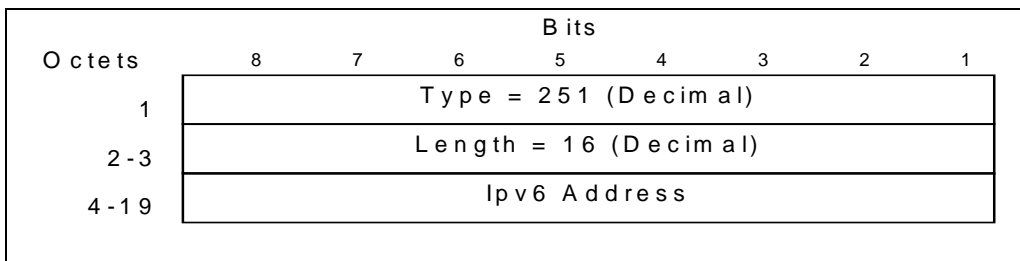 Bits
Octets 8 7 6 5 4 3 2 1
1 Type = 251 (Decimal)
2-3 Length = 16 (Decimal)
4-19 Ipv6 Address